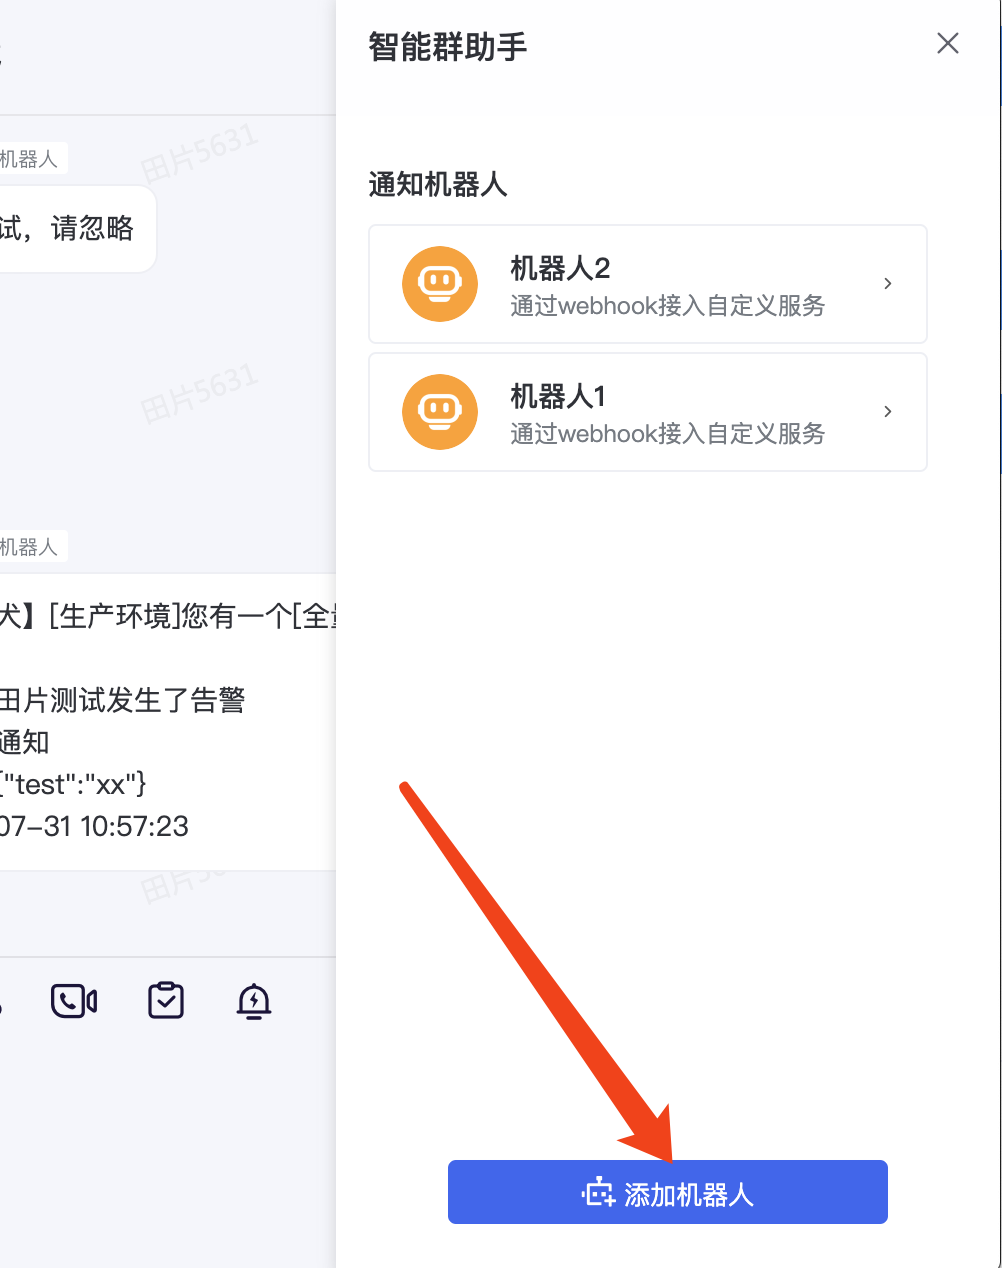 智能群助手
田片5631
机器人
试，请忽略
通知机器人
机器人2
通过webhook接入自定义服务
机器人1
通过webhook接入自定义服务
田片5631
机器人
犬】[生产环境]您有一个[全
田片测试发生了告警
通知
{"test":"xx"}
07-31 10:57:23
田片5
添加机器人